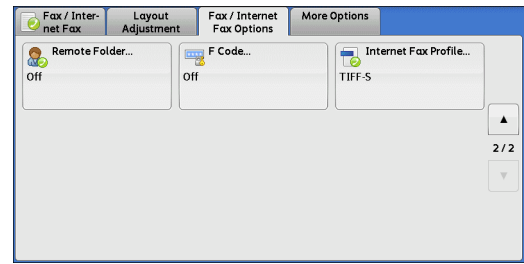 Fax / Inter-
net Fax
Layout
Adjustment
Fax / Internet
Fax Options
More Options
Remote Folder...
Off
F Code...
Off
Internet Fax Profile...
TIFF-S
2 / 2